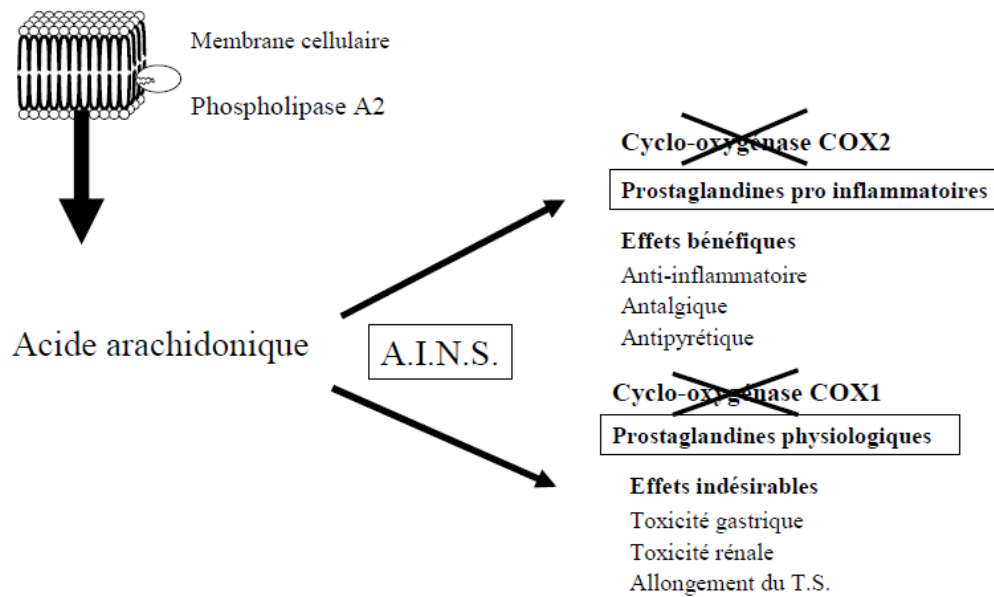 Membrane cellulaire
Phospholipase A2
Cyclo-oxygénase COX2
Prostaglandines pro inflammatoires
Effets bénéfiques
Anti-inflammatoire
Antalgique
Antipyrétique
Acide arachidonique
A.I.N.S.
Cyclo-oxygénase COX1
Prostaglandines physiologiques
Effets indésirables
Toxicité gastrique
Toxicité rénale
Allongement du T.S.